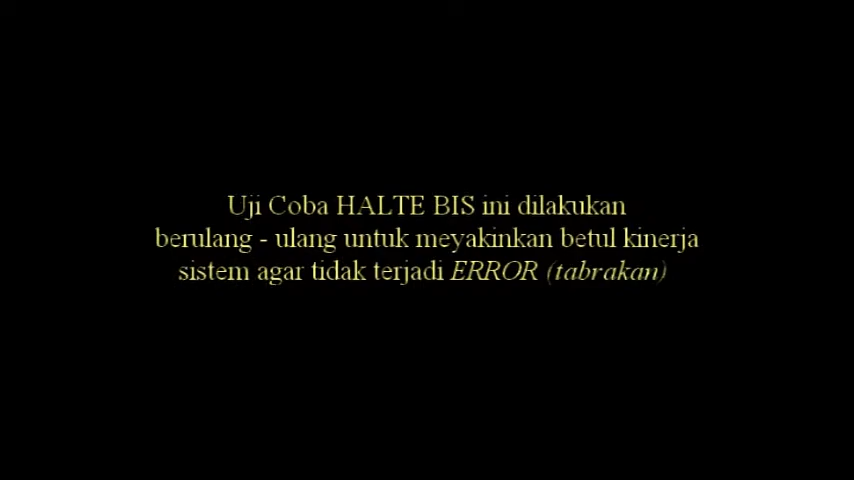 Uji Coba HALTE BIS ini dilakukan
berulang - ulang untuk meyakinkan betul kinerja
sistem agar tidak terjadi ERROR (tabrakan)